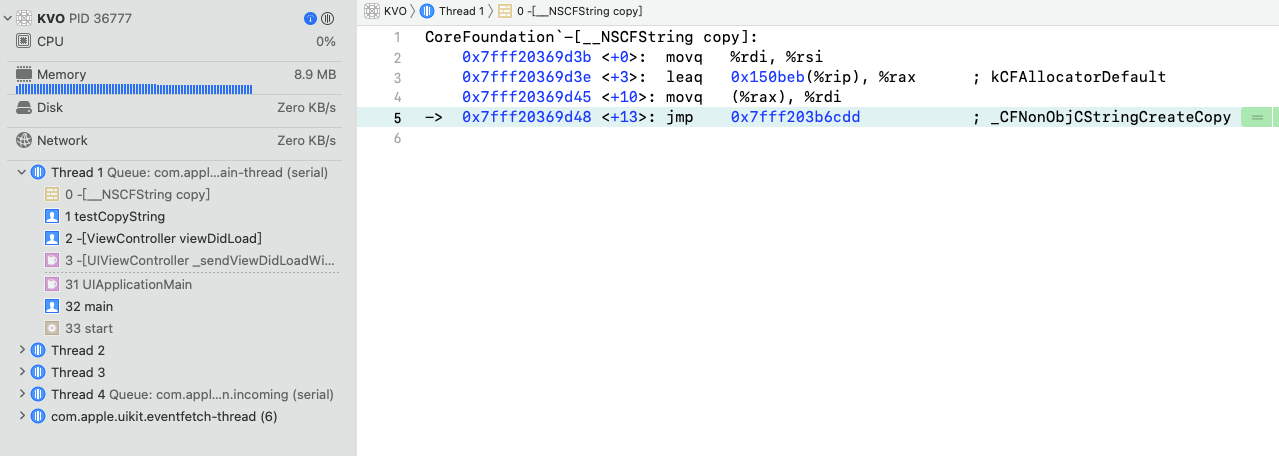 KVO PID 36777
CPU 0%
Memory 8.9 MB
Disk Zero KB/s
Network Zero KB/s
Thread 1 Queue: com.appl...ain-thread (serial)
0 -[__NSCFString copy]
1 testCopyString
2 -[ViewController viewDidLoad]
3 -[UIViewController _sendViewDidLoadWi...
31 UIApplicationMain
32 main
33 start
Thread 2
Thread 3
Thread 4 Queue: com.appl...n.incoming (serial)
com.apple.uikit.eventfetch-thread (6)
KVO 〉 Thread 1 〉 0 -[__NSCFString copy]
1 CoreFoundation`-[__NSCFString copy]:
2 0x7fff20369d3b <+0>: movq %rdi, %rsi
3 0x7fff20369d3e <+3>: leaq 0x150beb(%rip), %rax ; kCFAllocatorDefault
4 0x7fff20369d45 <+10>: movq (%rax), %rdi
5 -> 0x7fff20369d48 <+13>: jmp 0x7fff203b6cdd ; _CFNonObjCStringCreateCopy
6